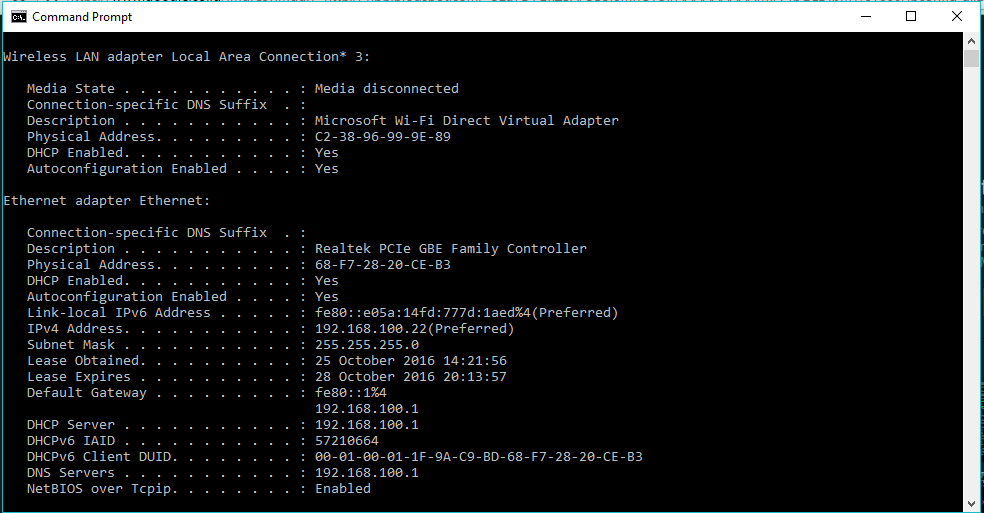 Command Prompt
Wireless LAN adapter Local Area Connection* 3:
Media State . . . . . . . . . . . : Media disconnected
Connection-specific DNS Suffix  . :
Description . . . . . . . . . . . : Microsoft Wi-Fi Direct Virtual Adapter
Physical Address. . . . . . . . . : C2-38-96-99-9E-89
DHCP Enabled. . . . . . . . . . . : Yes
Autoconfiguration Enabled . . . . : Yes
Ethernet adapter Ethernet:
Connection-specific DNS Suffix  . :
Description . . . . . . . . . . . : Realtek PCIe GBE Family Controller
Physical Address. . . . . . . . . : 68-F7-28-20-CE-B3
DHCP Enabled. . . . . . . . . . . : Yes
Autoconfiguration Enabled . . . . : Yes
Link-local IPv6 Address . . . . . : fe80::e05a:14fd:777d:1aed%4(Preferred)
IPv4 Address. . . . . . . . . . . : 192.168.100.22(Preferred)
Subnet Mask . . . . . . . . . . . : 255.255.255.0
Lease Obtained. . . . . . . . . . : 25 October 2016 14:21:56
Lease Expires . . . . . . . . . . : 28 October 2016 20:13:57
Default Gateway . . . . . . . . . : fe80::1%4
192.168.100.1
DHCP Server . . . . . . . . . . . : 192.168.100.1
DHCPv6 IAID . . . . . . . . . . . : 57210664
DHCPv6 Client DUID. . . . . . . . : 00-01-00-01-1F-9A-C9-BD-68-F7-28-20-CE-B3
DNS Servers . . . . . . . . . . . : 192.168.100.1
NetBIOS over Tcpip. . . . . . . . : Enabled